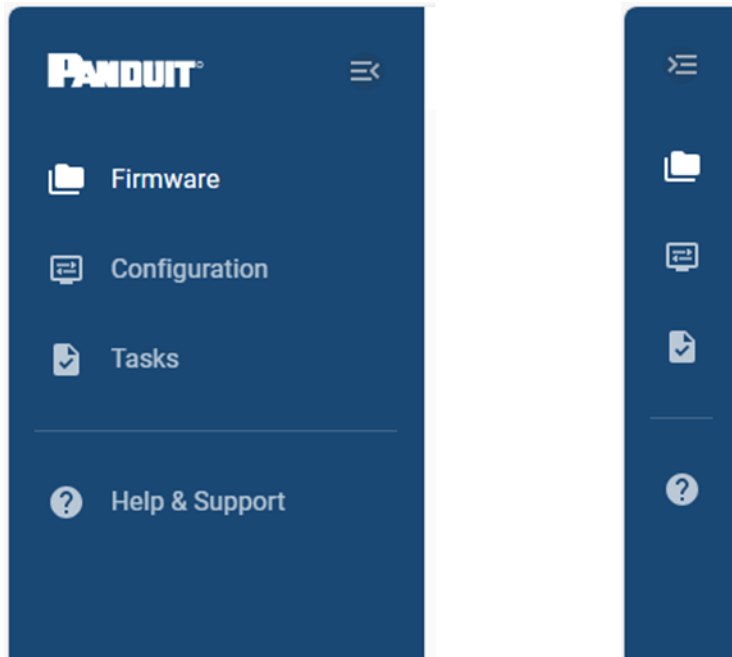 PANDUIT
Firmware
Configuration
Tasks
Help & Support